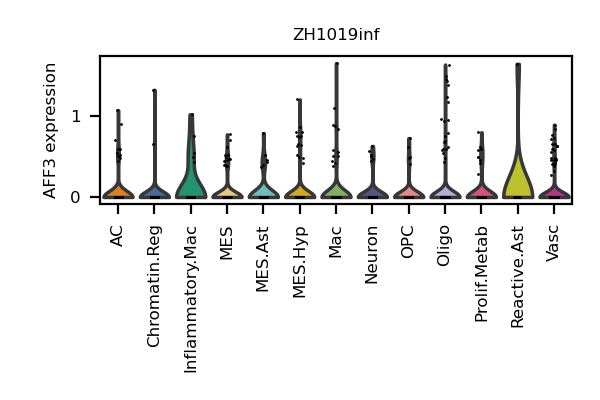 ZH1019inf
AFF3 expression
1
0
AC
Chromatin.Reg
Inflammatory.Mac
MES
MES.Ast
MES.Hyp
Mac
Neuron
OPC
Oligo
Prolif.Metab
Reactive.Ast
Vasc